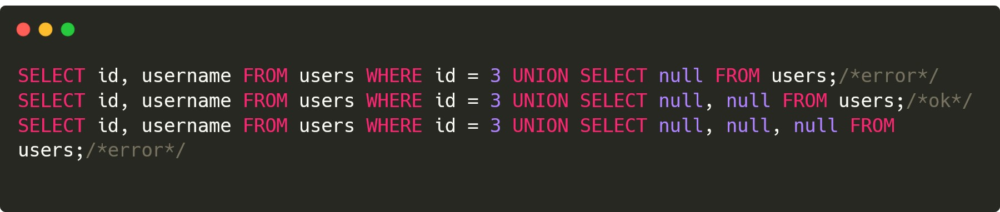 SELECT id, username FROM users WHERE id = 3 UNION SELECT null FROM users;/*error*/
SELECT id, username FROM users WHERE id = 3 UNION SELECT null, null FROM users;/*ok*/
SELECT id, username FROM users WHERE id = 3 UNION SELECT null, null, null FROM
users;/*error*/